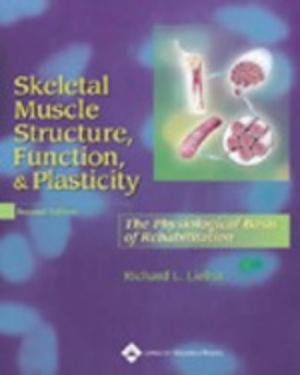 Skeletal
Muscle
Structure,
Function,
& Plasticity
Second Edition
The Physiological Basis
of Rehabilitation
Richard L. Lieber